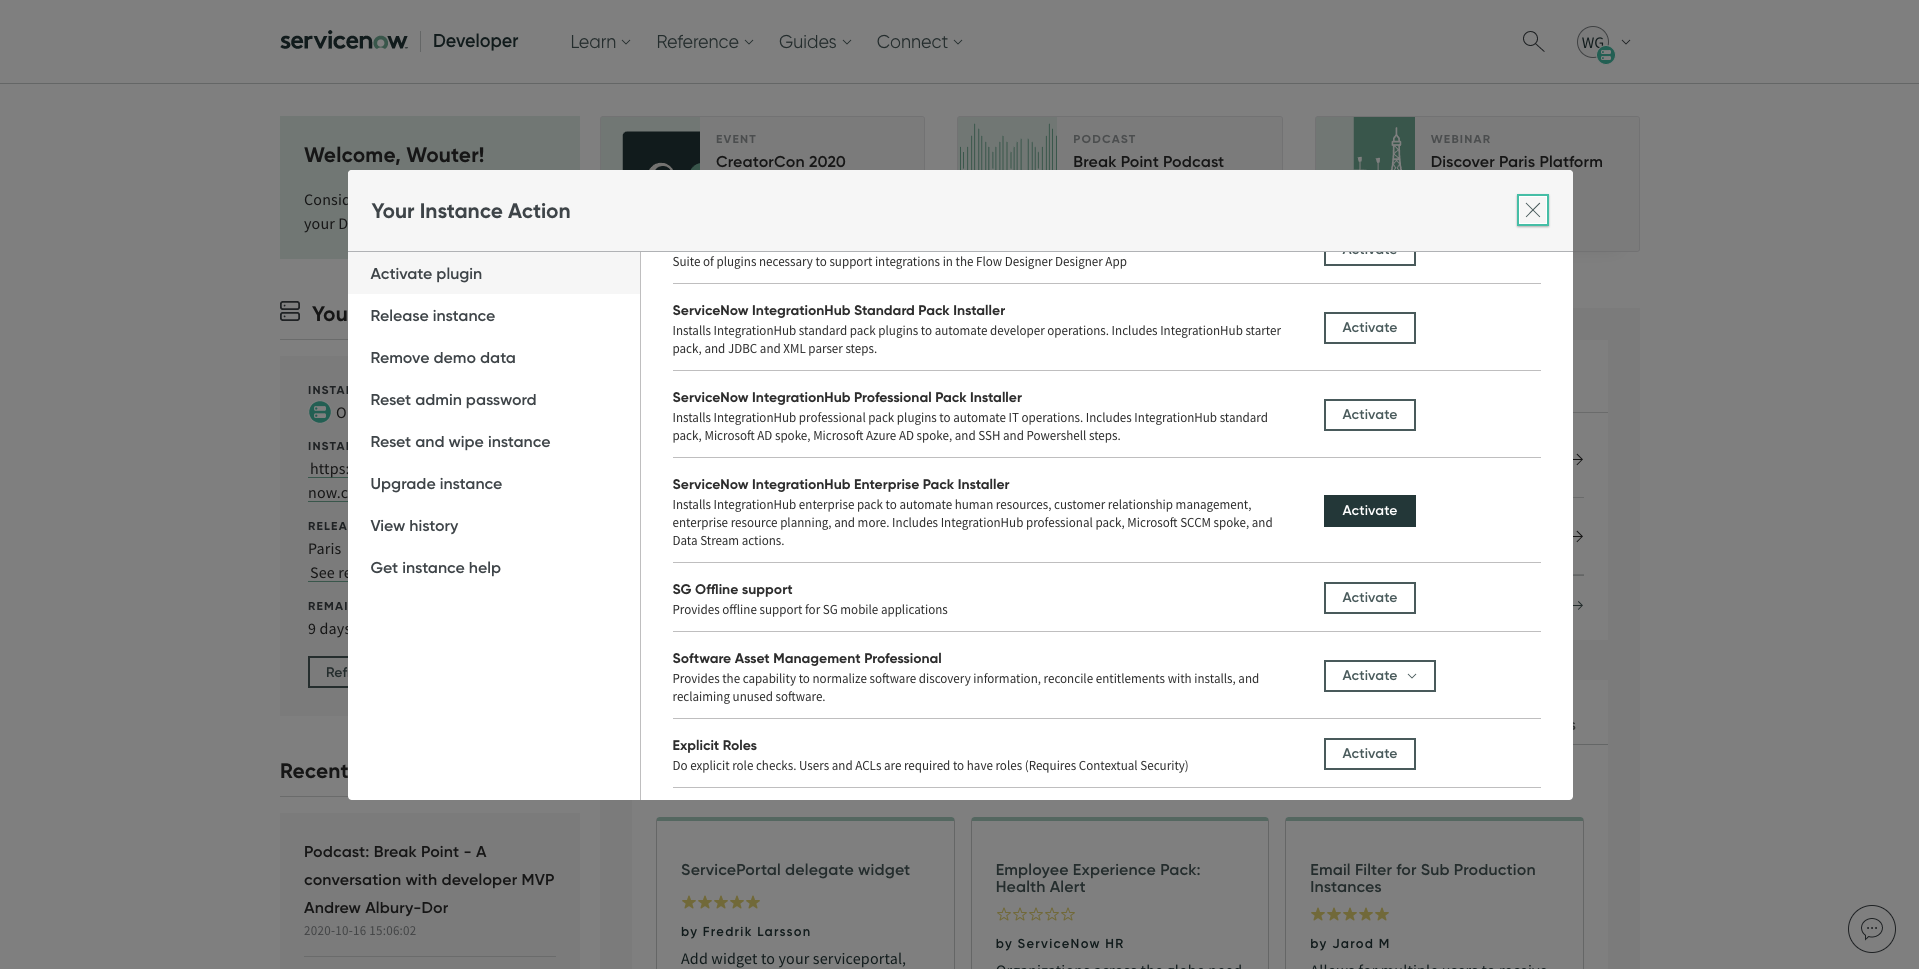 servicenow Developer Learn Reference Guides Connect WG
Welcome, Wouter!
EVENT
CreatorCon 2020
PODCAST
Break Point Podcast
WEBINAR
Discover Paris Platform
your
Your Instance Action
Activate plugin
Release instance
Remove demo data
Reset admin password
Reset and wipe instance
Upgrade instance
View history
Get instance help
Suite of plugins necessary to support integrations in the Flow Designer Designer App
Activate
ServiceNow IntegrationHub Standard Pack Installer
Installs IntegrationHub standard pack plugins to automate developer operations. Includes IntegrationHub starter
pack, and JDBC and XML parser steps.
Activate
ServiceNow IntegrationHub Professional Pack Installer
Installs IntegrationHub professional pack plugins to automate IT operations. Includes IntegrationHub standard
pack, Microsoft AD spoke, Microsoft Azure AD spoke, and SSH and Powershell steps.
Activate
ServiceNow IntegrationHub Enterprise Pack Installer
Installs IntegrationHub enterprise pack to automate human resources, customer relationship management,
enterprise resource planning, and more. Includes IntegrationHub professional pack, Microsoft SCCM spoke, and
Data Stream actions.
Activate
SG Offline support
Provides offline support for SG mobile applications
Activate
Software Asset Management Professional
Provides the capability to normalize software discovery information, reconcile entitlements with installs, and
reclaiming unused software.
Activate
Explicit Roles
Do explicit role checks. Users and ACLs are required to have roles (Requires Contextual Security)
Activate
https:
now.c
Paris
See re
9 days
Recent
Podcast: Break Point - A
conversation with developer MVP
Andrew Albury-Dor
2020-10-16 15:06:02
ServicePortal delegate widget
by Fredrik Larsson
Add widget to your serviceportal,
Employee Experience Pack:
Health Alert
by ServiceNow HR
Organizations across the globe need
Email Filter for Sub Production
Instances
by Jarod M
Allows for multiple users to receive